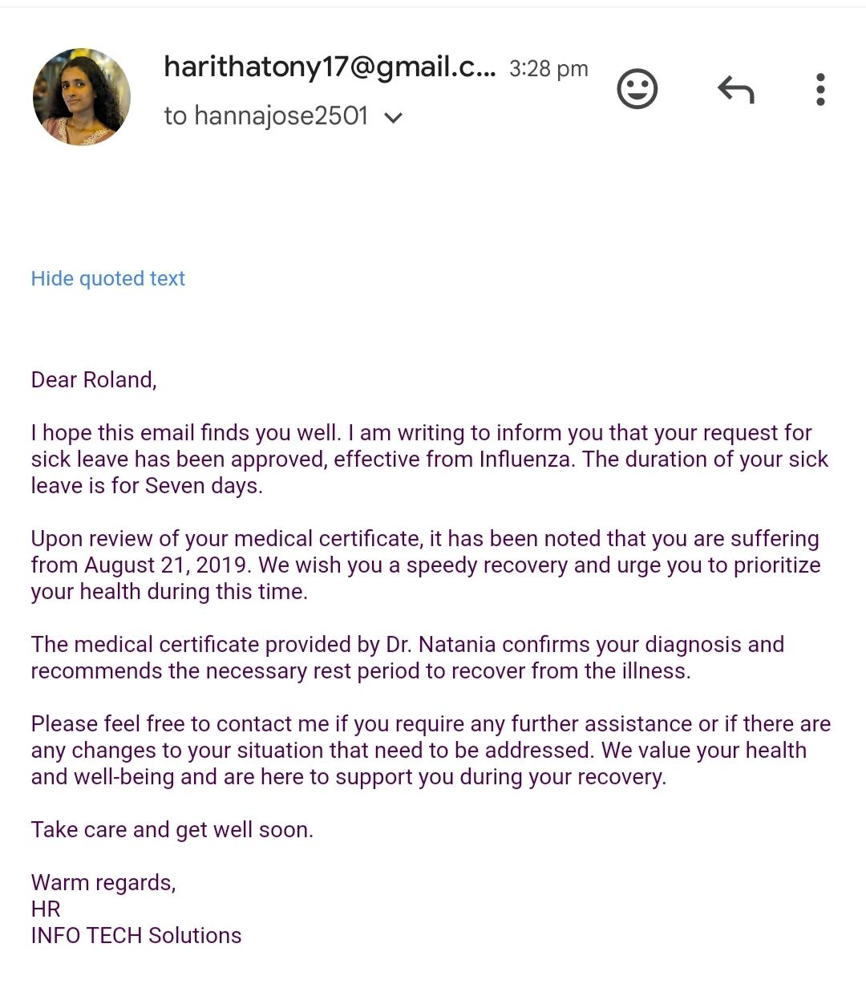 harithatony17@gmail.c... 3:28 pm
to hannajose2501
Hide quoted text
Dear Roland,
I hope this email finds you well. I am writing to inform you that your request for
sick leave has been approved, effective from Influenza. The duration of your sick
leave is for Seven days.
Upon review of your medical certificate, it has been noted that you are suffering
from August 21, 2019. We wish you a speedy recovery and urge you to prioritize
your health during this time.
The medical certificate provided by Dr. Natania confirms your diagnosis and
recommends the necessary rest period to recover from the illness.
Please feel free to contact me if you require any further assistance or if there are
any changes to your situation that need to be addressed. We value your health
and well-being and are here to support you during your recovery.
Take care and get well soon.
Warm regards,
HR
INFO TECH Solutions